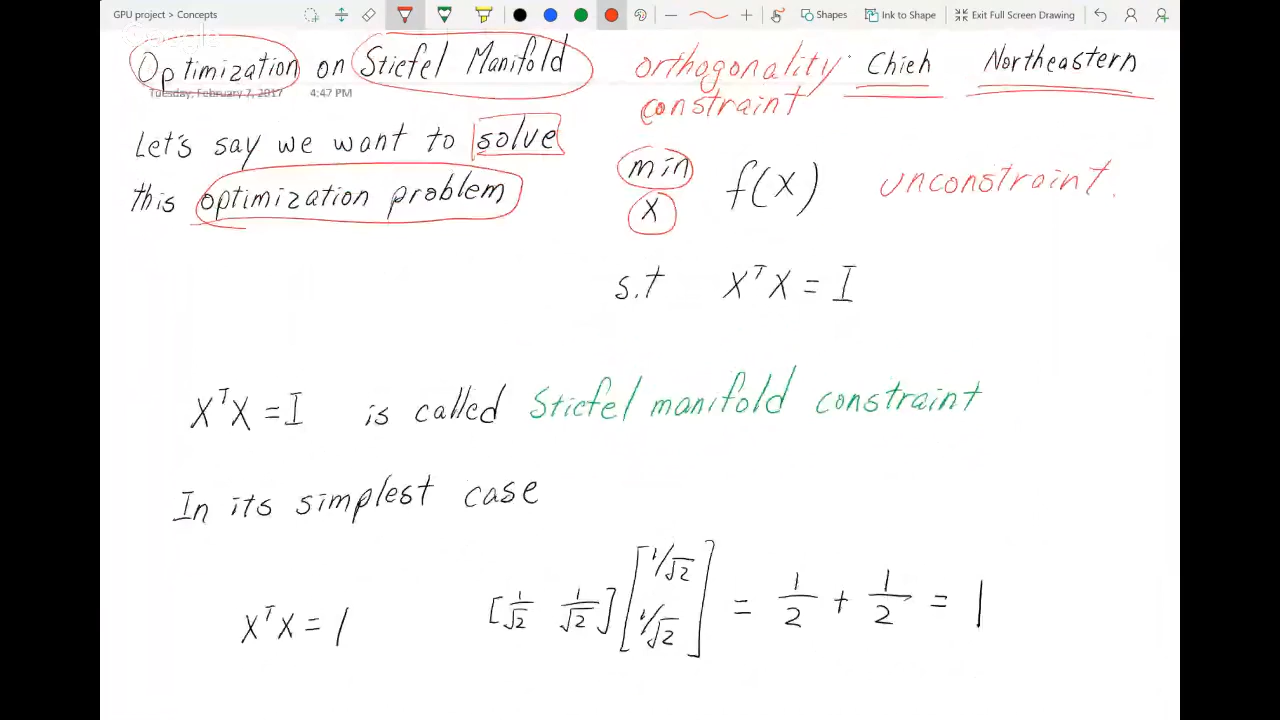 GPU project > Concepts
Shapes Ink to Shape Exit Full Screen Drawing
Google
Optimization on Stiefel Manifold
orthogonality constraint
Chieh Northeastern
Tuesday, February 7, 2017 4:47 PM
Let's say we want to solve
this optimization problem
min f(X) unconstraint.
X
s.t X^T X = I
X^T X = I is called Stiefel manifold constraint
In its simplest case
X^T X = 1 [1/√2 1/√2] [1/√2 1/√2] = 1/2 + 1/2 = 1